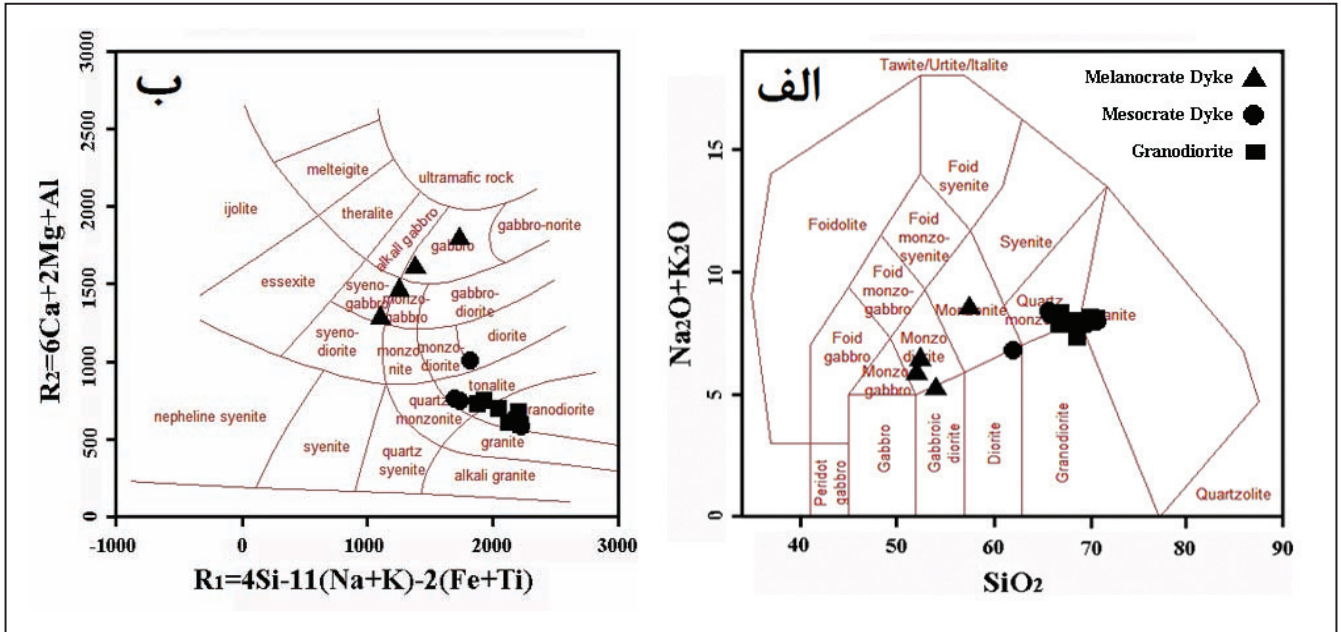 ب
3000
2500
2000
1500
1000
500
0
R2=6Ca+2Mg+Al
melteigite
ultramafic rock
ijolite
theralite
alkali gabbro
gabbro
gabbro-norite
essexite
syeno-
gabbro
monzo-
gabbro
gabbro-
diorite
syeno-
diorite
monzo-
nite
monzo-
diorite
diorite
tonalite
nepheline syenite
quartz
monzonite
ranodiorite
granite
syenite
quartz
syenite
alkali granite
-1000 0 1000 2000 3000
R1=4Si-11(Na+K)-2(Fe+Ti)
الف
Melanocrate Dyke
Mesocrate Dyke
Granodiorite
15
10
5
0
Na2O+K2O
Tawite/Urtite/Italite
Foid
syenite
Foidolite
Foid
monzo-
syenite
Syenite
Foid
monzo-
gabbro
Quartz
monzo
anite
Foid
gabbro
Monzo
diorite
Monzo
gabbro
Peridot
gabbro
Gabbro
Gabbroic
diorite
Diorite
Granodiorite
Quartzolite
40 50 60 70 80 90
SiO2